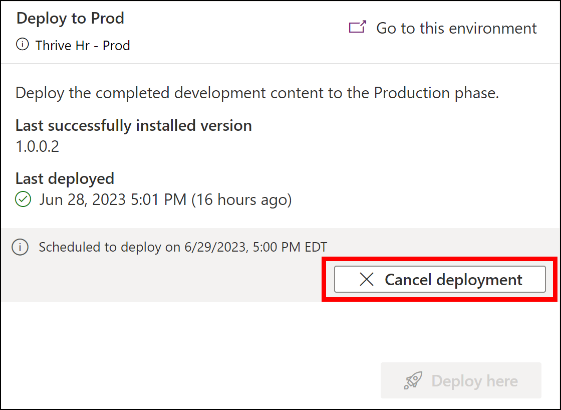 Deploy to Prod
Go to this environment
Thrive Hr - Prod
Deploy the completed development content to the Production phase.
Last successfully installed version
1.0.0.2
Last deployed
Jun 28, 2023 5:01 PM (16 hours ago)
Scheduled to deploy on 6/29/2023, 5:00 PM EDT
Cancel deployment
Deploy here